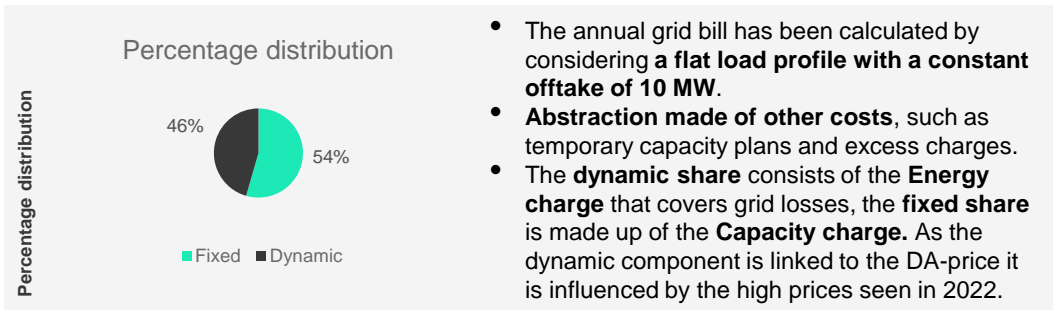 Percentage distribution
Percentage distribution
46%
54%
Fixed Dynamic
• The annual grid bill has been calculated by
considering a flat load profile with a constant
offtake of 10 MW.
• Abstraction made of other costs, such as
temporary capacity plans and excess charges.
• The dynamic share consists of the Energy
charge that covers grid losses, the fixed share
is made up of the Capacity charge. As the
dynamic component is linked to the DA-price it
is influenced by the high prices seen in 2022.